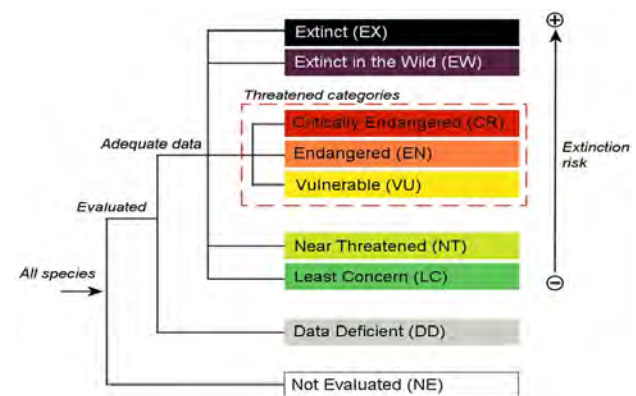 Extinct (EX)
Extinct in the Wild (EW)
Threatened categories
Critically Endangered (CR)
Adequate data
Endangered (EN)
Extinction
risk
Vulnerable (VU)
Evaluated
Near Threatened (NT)
All species
Least Concern (LC)
Data Deficient (DD)
Not Evaluated (NE)